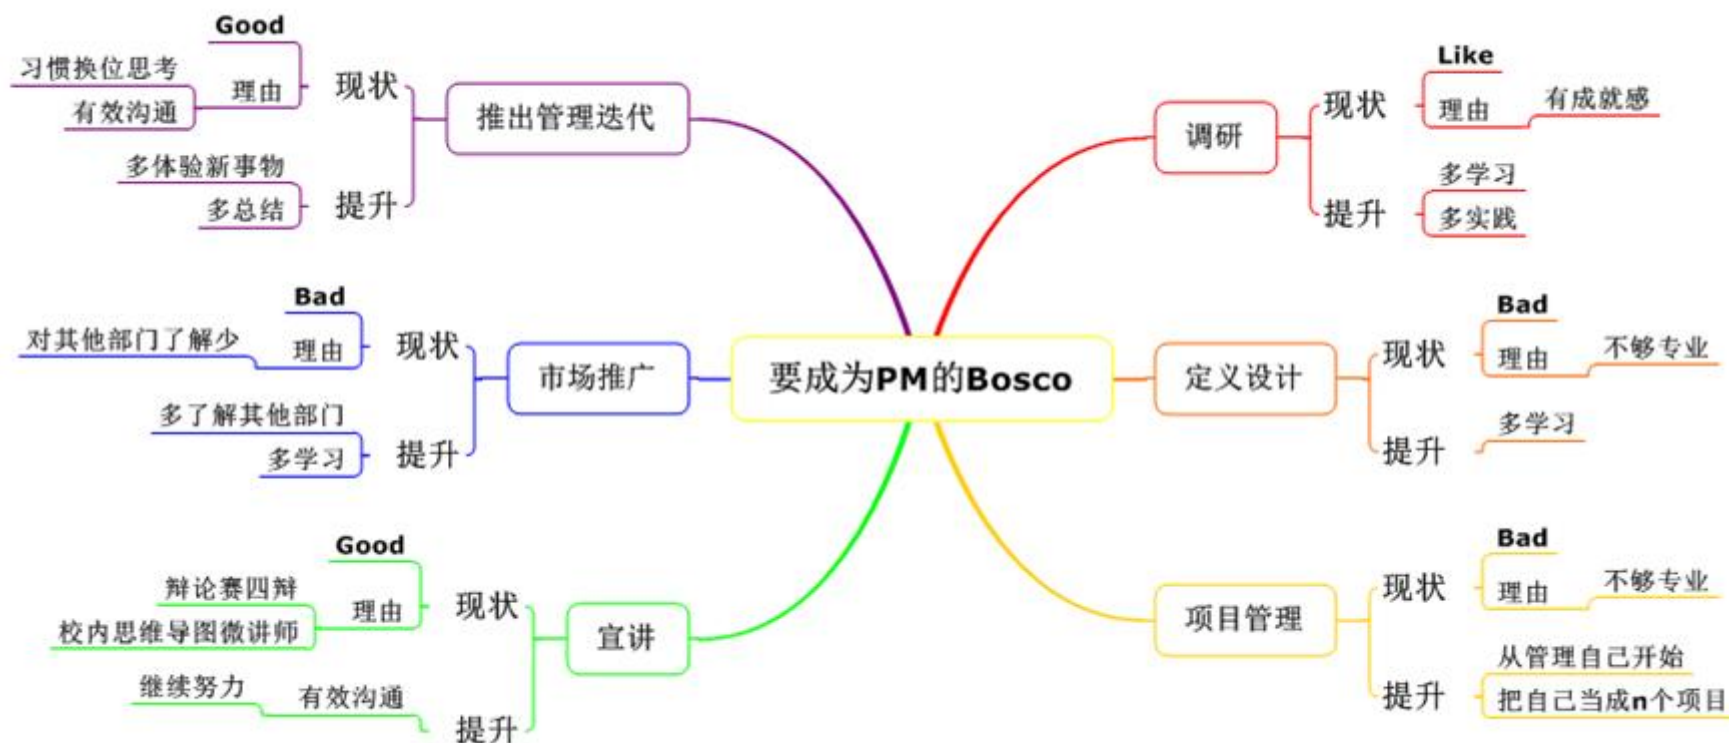 要成为PM的Bosco
调研
现状
Like
理由
有成就感
提升
多学习
多实践
定义设计
现状
Bad
理由
不够专业
提升
多学习
项目管理
现状
Bad
理由
不够专业
提升
从管理自己开始
把自己当成n个项目
推出管理迭代
现状
Good
理由
习惯换位思考
有效沟通
提升
多体验新事物
多总结
市场推广
现状
Bad
理由
对其他部门了解少
提升
多了解其他部门
多学习
宣讲
现状
Good
理由
辩论赛四辩
校内思维导图微讲师
提升
有效沟通
继续努力